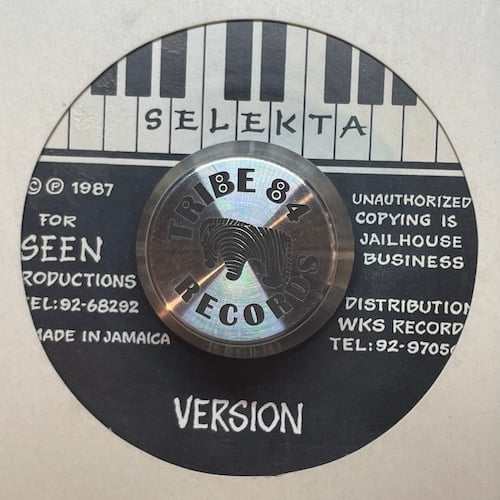 SELEKTA
© ℗ 1987
FOR
SEEN
RODUCTIONS
TEL:92-68292
MADE IN JAMAICA
TRIBE 84
RECORDS
UNAUTHORIZED
COPYING IS
JAILHOUSE
BUSINESS
DISTRIBUTION
WKS RECORD
TEL:92-9705
VERSION